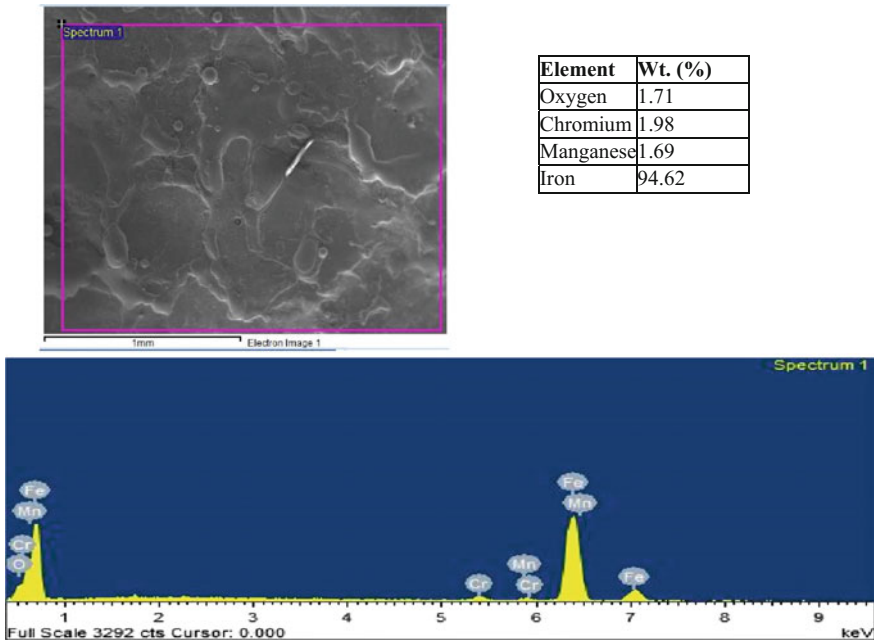 Spectrum 1
1mm Electron Image 1
Element Wt. (%)
Oxygen 1.71
Chromium 1.98
Manganese 1.69
Iron 94.62
Spectrum 1
Fe Fe
Mn Mn
Cr Mn
O Cr Cr Fe
1 2 3 4 5 6 7 8 9
Full Scale 3292 cts Cursor: 0.000 keV